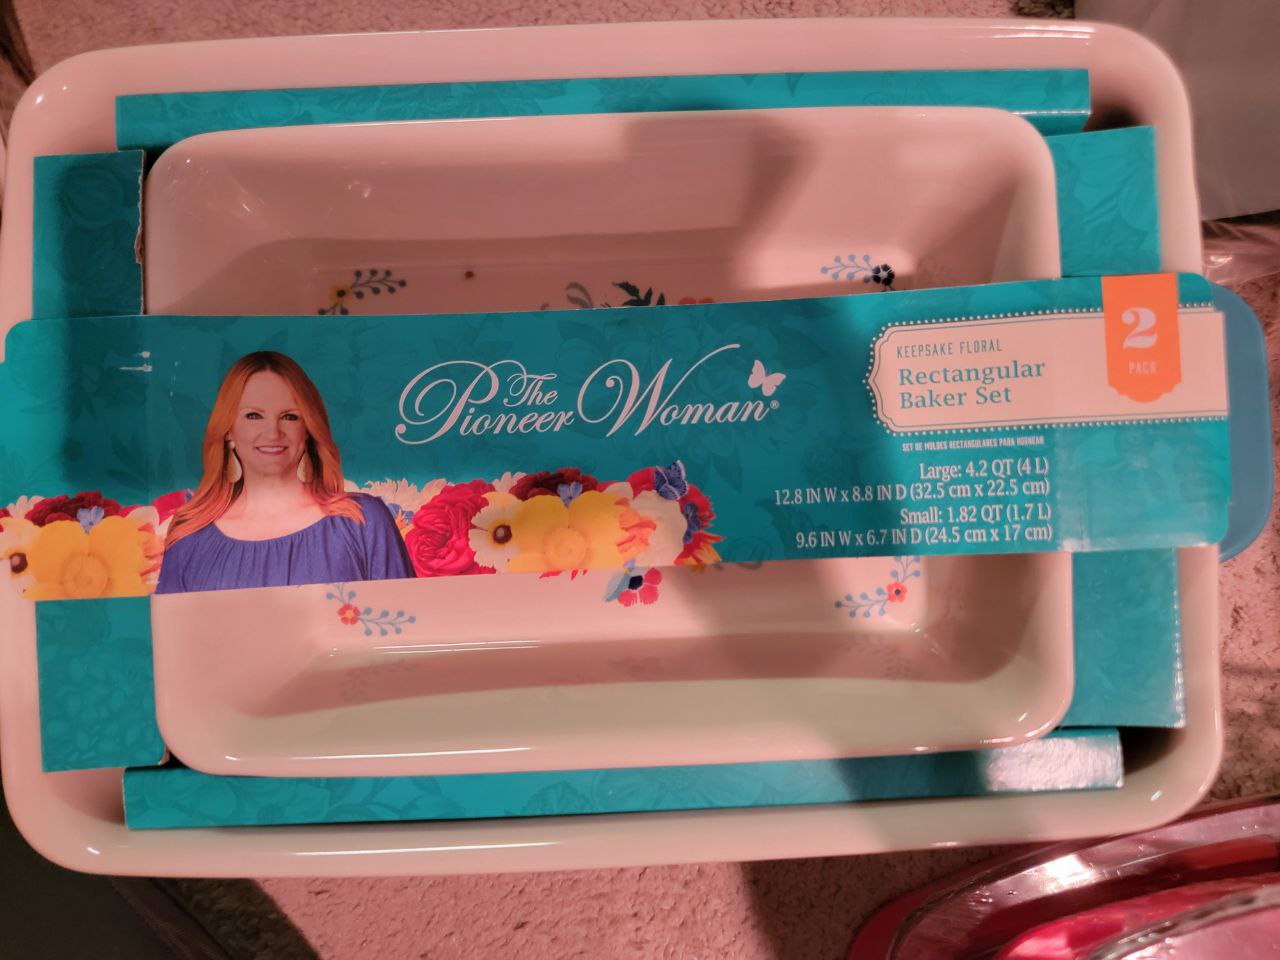 The
Pioneer Woman®
KEEPSAKE FLORAL
Rectangular
Baker Set
2
PACK
SET DE MOLDES RECTANGULARES PARA HORNEAR
Large: 4.2 QT (4 L)
12.8 IN W x 8.8 IN D (32.5 cm x 22.5 cm)
Small: 1.82 QT (1.7 L)
9.6 IN W x 6.7 IN D (24.5 cm x 17 cm)